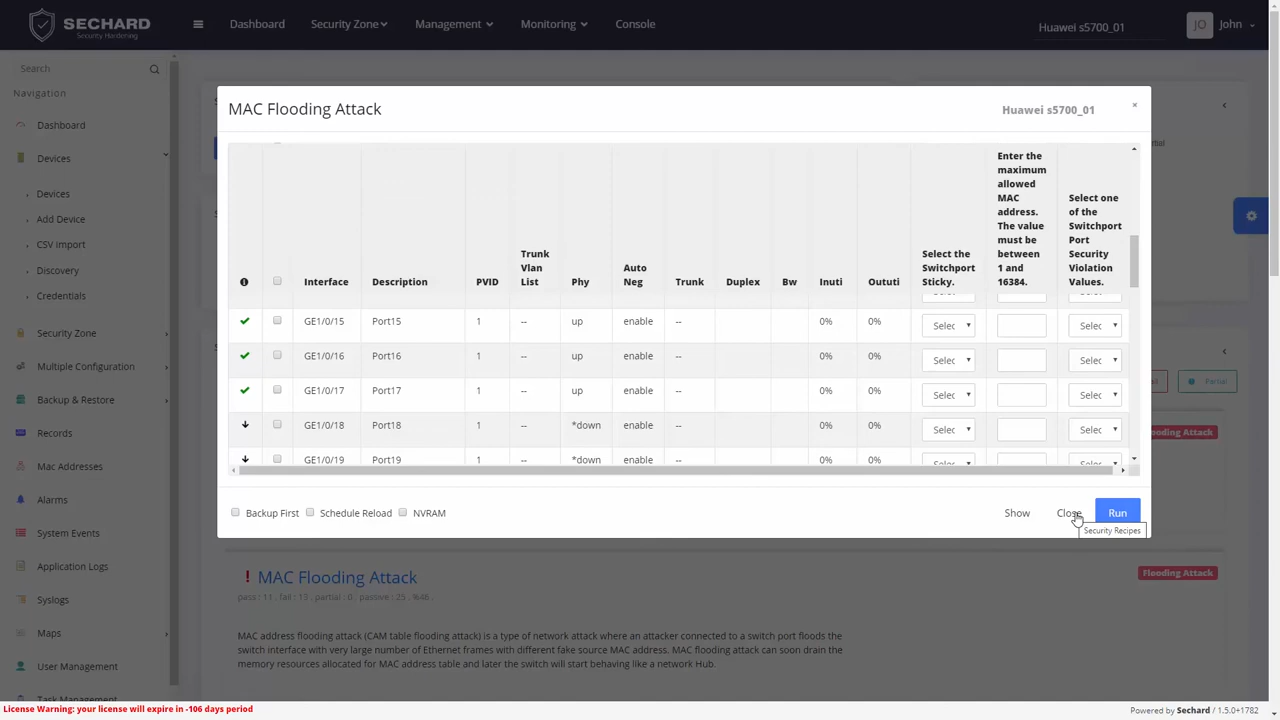 SECHARD
Security Hardening
Dashboard
Security Zone
Management
Monitoring
Console
Huawei s5700_01
JO
John
Search
Navigation
Dashboard
Devices
Devices
Add Device
CSV import
Discovery
Credentials
Security Zone
Multiple Configuration
Backup & Restore
Records
Mac Addresses
Alarms
System Events
Application Logs
Syslogs
Maps
User Management
Task Management
MAC Flooding Attack
Huawei s5700_01
×
Interface Description PVID Trunk Vlan List Phy Auto Neg Trunk Duplex Bw Inuti Oututi Select the Switchport Sticky. Enter the maximum allowed MAC address. The value must be between 1 and 16384. Select one of the Switchport Port Security Violation Values.
GE1/0/15 Port15 1 -- up enable -- 0% 0% Selec Selec
GE1/0/16 Port16 1 -- up enable -- 0% 0% Selec Selec
GE1/0/17 Port17 1 -- up enable -- 0% 0% Selec Selec
GE1/0/18 Port18 1 -- *down enable -- 0% 0% Selec Selec
GE1/0/19 Port19 1 -- *down enable -- 0% 0% Selec Selec
Backup First Schedule Reload NVRAM
Show Close Run
Security Recipes
Partial
Flooding Attack
! MAC Flooding Attack
Flooding Attack
pass : 11 , fail : 13 , partial : 0 , passive : 25 , %46 .
MAC address flooding attack (CAM table flooding attack) is a type of network attack where an attacker connected to a switch port floods the
switch interface with very large number of Ethernet frames with different fake source MAC address. MAC flooding attack can soon drain the
memory resources allocated for MAC address table and later the switch will start behaving like a network Hub.
License Warning: your license will expire in -106 days period
Powered by Sechard / 1.5.0+1782